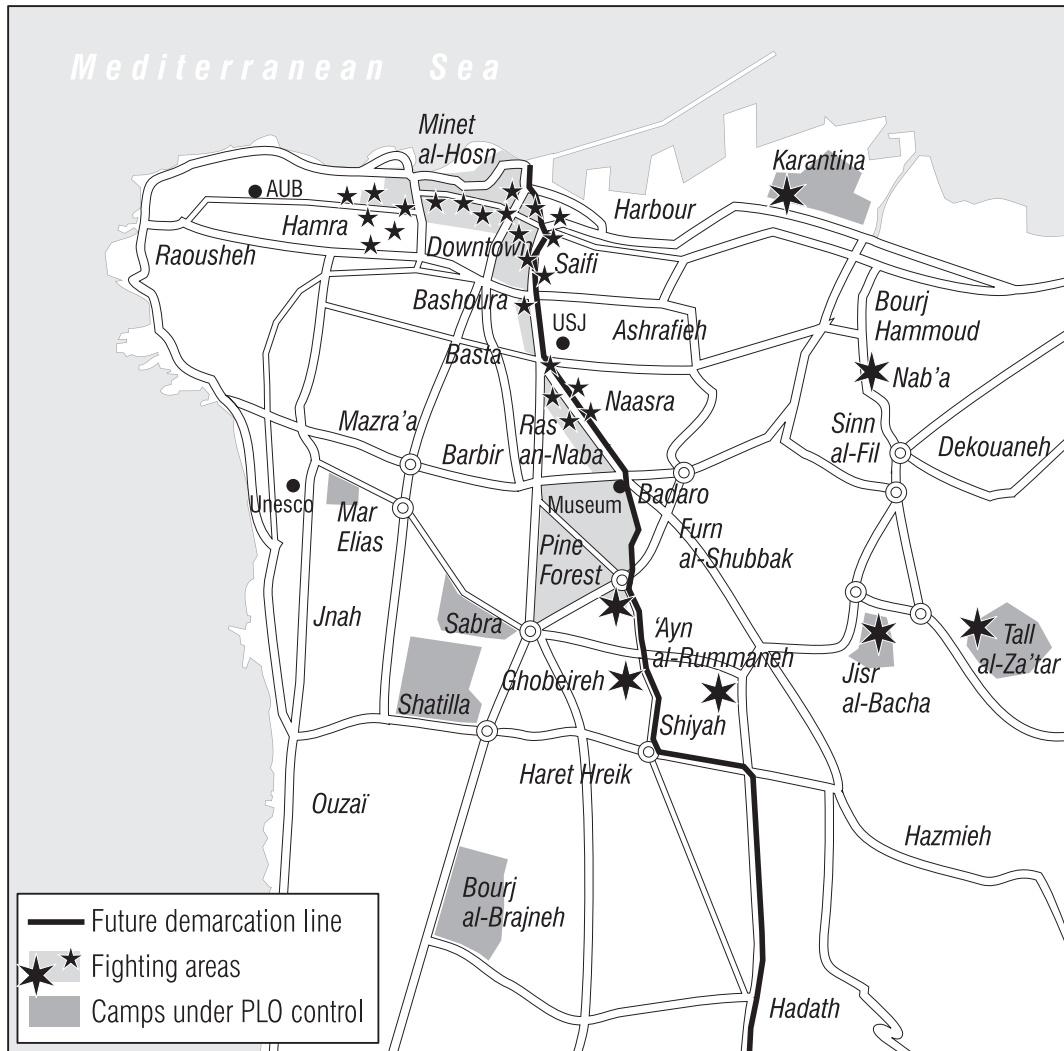 Mediterranean Sea
Minet
al-Hosn
Karantina
AUB
Harbour
Hamra
Downtown
Raousheh
Saifi
Bashoura
Bourj
Hammoud
USJ
Ashrafieh
Basta
Nab'a
Naasra
Mazra'a
Ras
an-Naba
Sinn
al-Fil
Barbir
Dekouaneh
Unesco
Museum
Badaro
Mar
Elias
Furn
al-Shubbak
Pine
Forest
Jnah
Sabra
'Ayn
al-Rummaneh
Tall
al-Za'tar
Ghobeireh
Jisr
al-Bacha
Shatilla
Shiyah
Haret Hreik
Ouzaï
Hazmieh
Bourj
al-Brajneh
Hadath
Future demarcation line
Fighting areas
Camps under PLO control